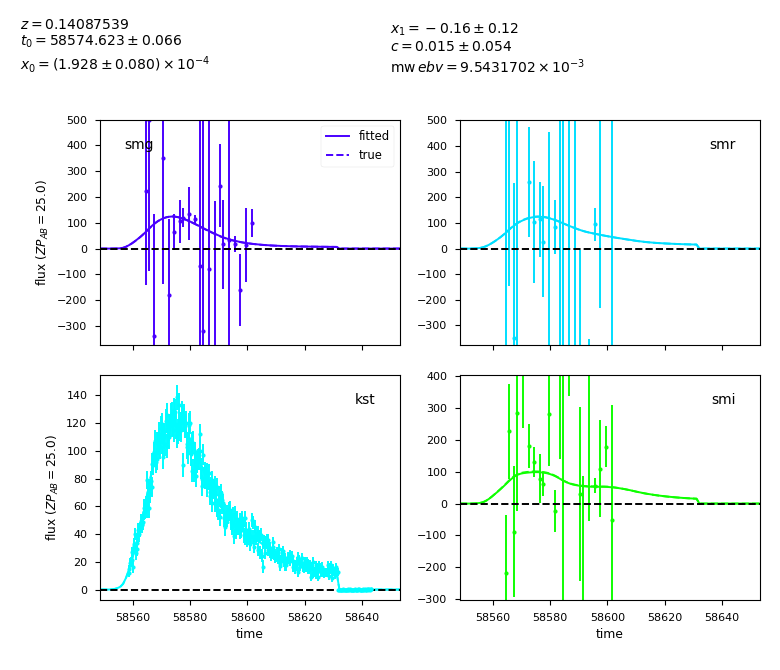 z = 0.14087539
t₀ = 58574.623 ± 0.066
x₀ = (1.928 ± 0.080) × 10⁻⁴
x₁ = −0.16 ± 0.12
c = 0.015 ± 0.054
mw ebv = 9.5431702 × 10⁻³
500
400
300
200
100
0
−100
−200
−300
flux (ZP_AB = 25.0)
smg
fitted
true
500
400
300
200
100
0
−100
−200
−300
smr
140
120
100
80
60
40
20
0
flux (ZP_AB = 25.0)
kst
58560 58580 58600 58620 58640
time
400
300
200
100
0
−100
−200
−300
smi
58560 58580 58600 58620 58640
time